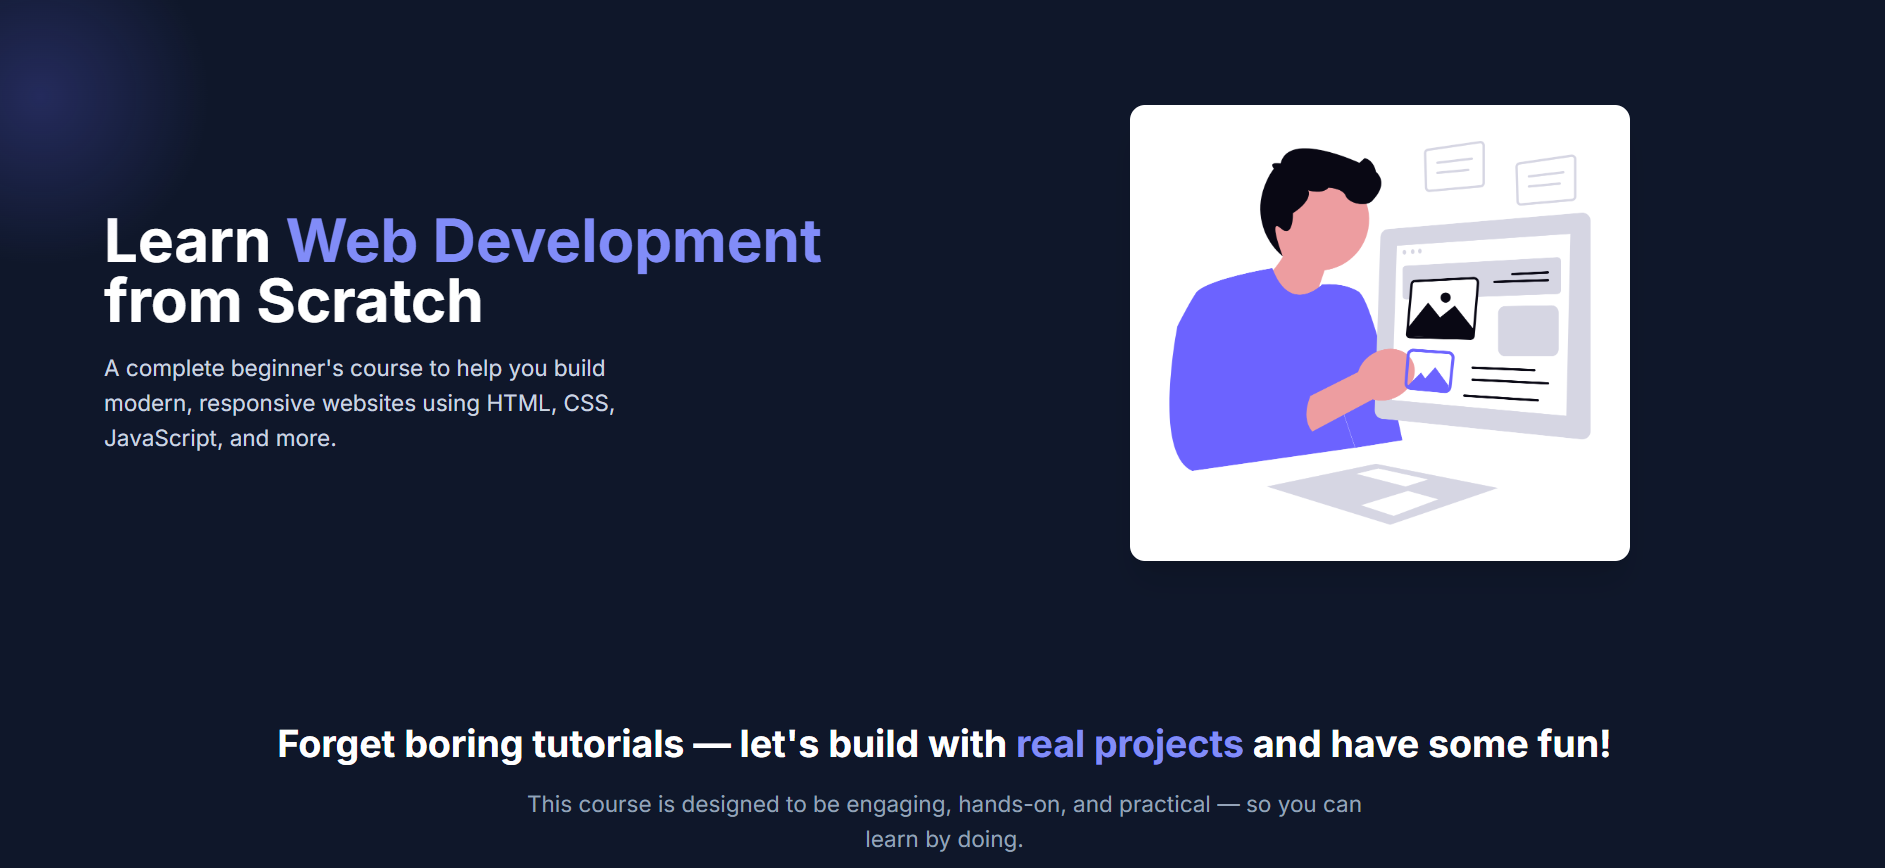 Learn Web Development
from Scratch
A complete beginner's course to help you build
modern, responsive websites using HTML, CSS,
JavaScript, and more.
Forget boring tutorials — let's build with real projects and have some fun!
This course is designed to be engaging, hands-on, and practical — so you can
learn by doing.